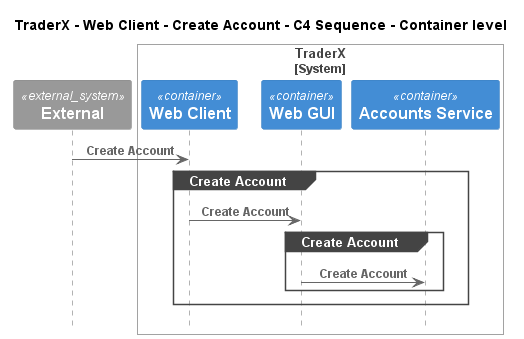 TraderX - Web Client - Create Account - C4 Sequence - Container level
TraderX
[System]
«external_system»
External
«container»
Web Client
«container»
Web GUI
«container»
Accounts Service
Create Account
Create Account
Create Account
Create Account
Create Account